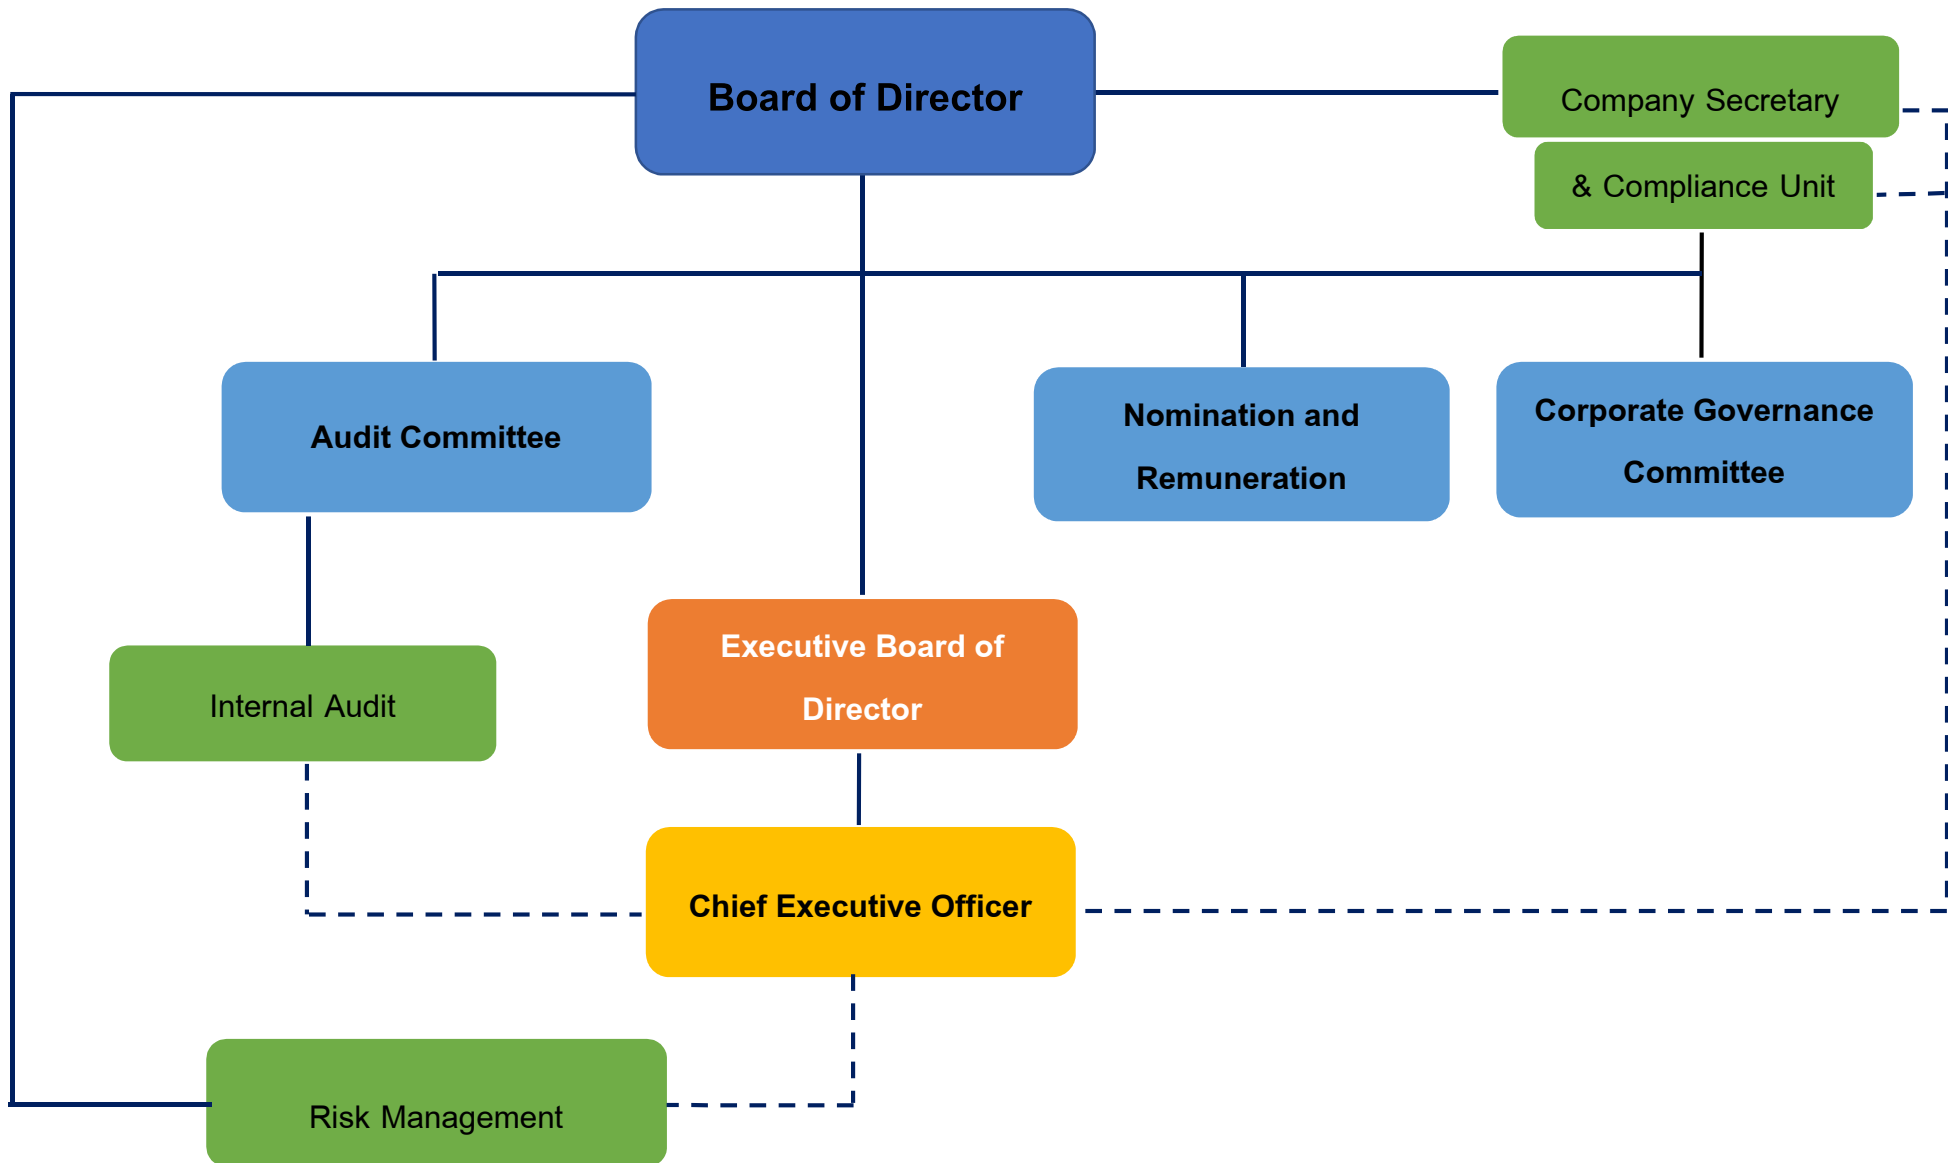 Board of Director
Company Secretary
& Compliance Unit
Audit Committee
Nomination and
Remuneration
Corporate Governance
Committee
Executive Board of
Director
Internal Audit
Chief Executive Officer
Risk Management